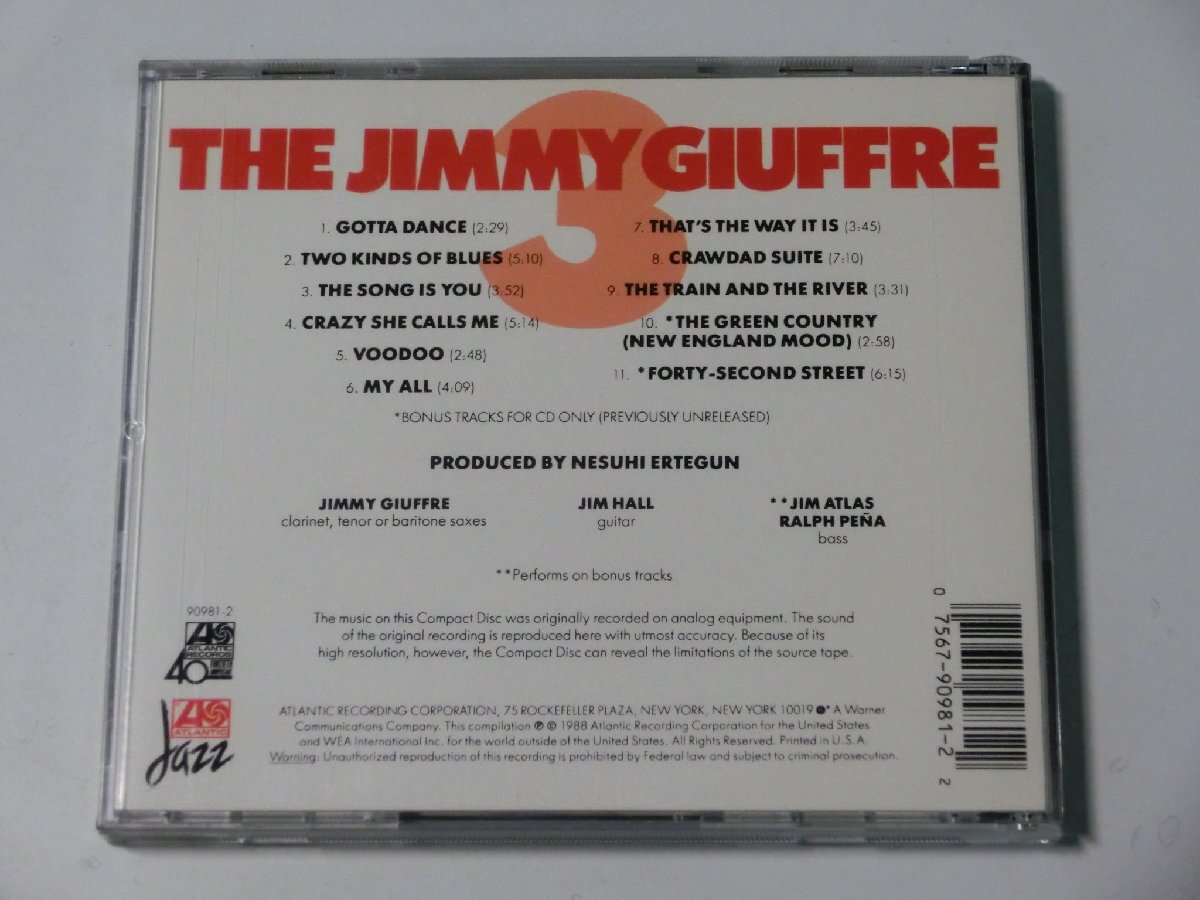 THE JIMMY GIUFFRE
3
1. GOTTA DANCE (2:29)
2. TWO KINDS OF BLUES (5:10)
3. THE SONG IS YOU (3:52)
4. CRAZY SHE CALLS ME (5:14)
5. VOODOO (2:48)
6. MY ALL (4:09)
7. THAT'S THE WAY IT IS (3:45)
8. CRAWDAD SUITE (7:10)
9. THE TRAIN AND THE RIVER (3:31)
10. *THE GREEN COUNTRY
(NEW ENGLAND MOOD) (2:58)
11. *FORTY-SECOND STREET (6:15)
*BONUS TRACKS FOR CD ONLY (PREVIOUSLY UNRELEASED)
PRODUCED BY NESUHI ERTEGUN
JIMMY GIUFFRE
clarinet, tenor or baritone saxes
JIM HALL
guitar
**JIM ATLAS
RALPH PEÑA
bass
**Performs on bonus tracks
The music on this Compact Disc was originally recorded on analog equipment. The sound
of the original recording is reproduced here with utmost accuracy. Because of its
high resolution, however, the Compact Disc can reveal the limitations of the source tape.
90981-2
ATLANTIC
RECORDS
40
ATLANTIC
Jazz
ATLANTIC RECORDING CORPORATION, 75 ROCKEFELLER PLAZA, NEW YORK, NEW YORK 10019 A Warner
Communications Company. This compilation ℗ © 1988 Atlantic Recording Corporation for the United States
and WEA International Inc. for the world outside of the United States. All Rights Reserved. Printed in U.S.A.
Warning: Unauthorized reproduction of this recording is prohibited by Federal law and subject to criminal prosecution.
0 7567-90981-2 2